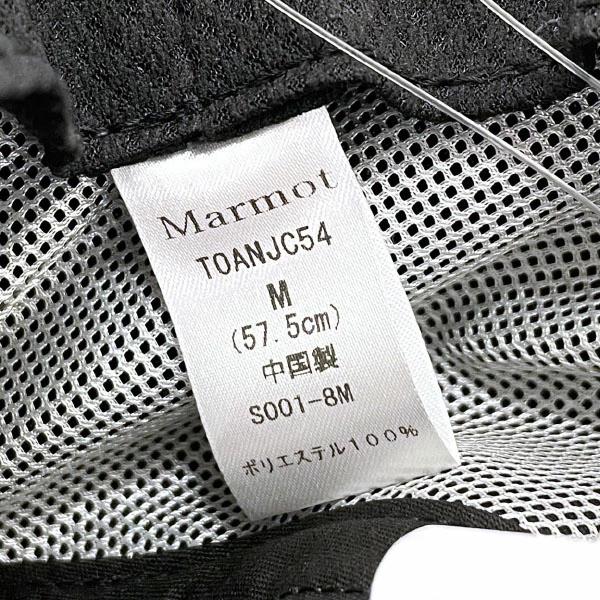 Marmot
TOANJC54
M
(57.5cm)
中国製
S001-8M
ポリエステル100%